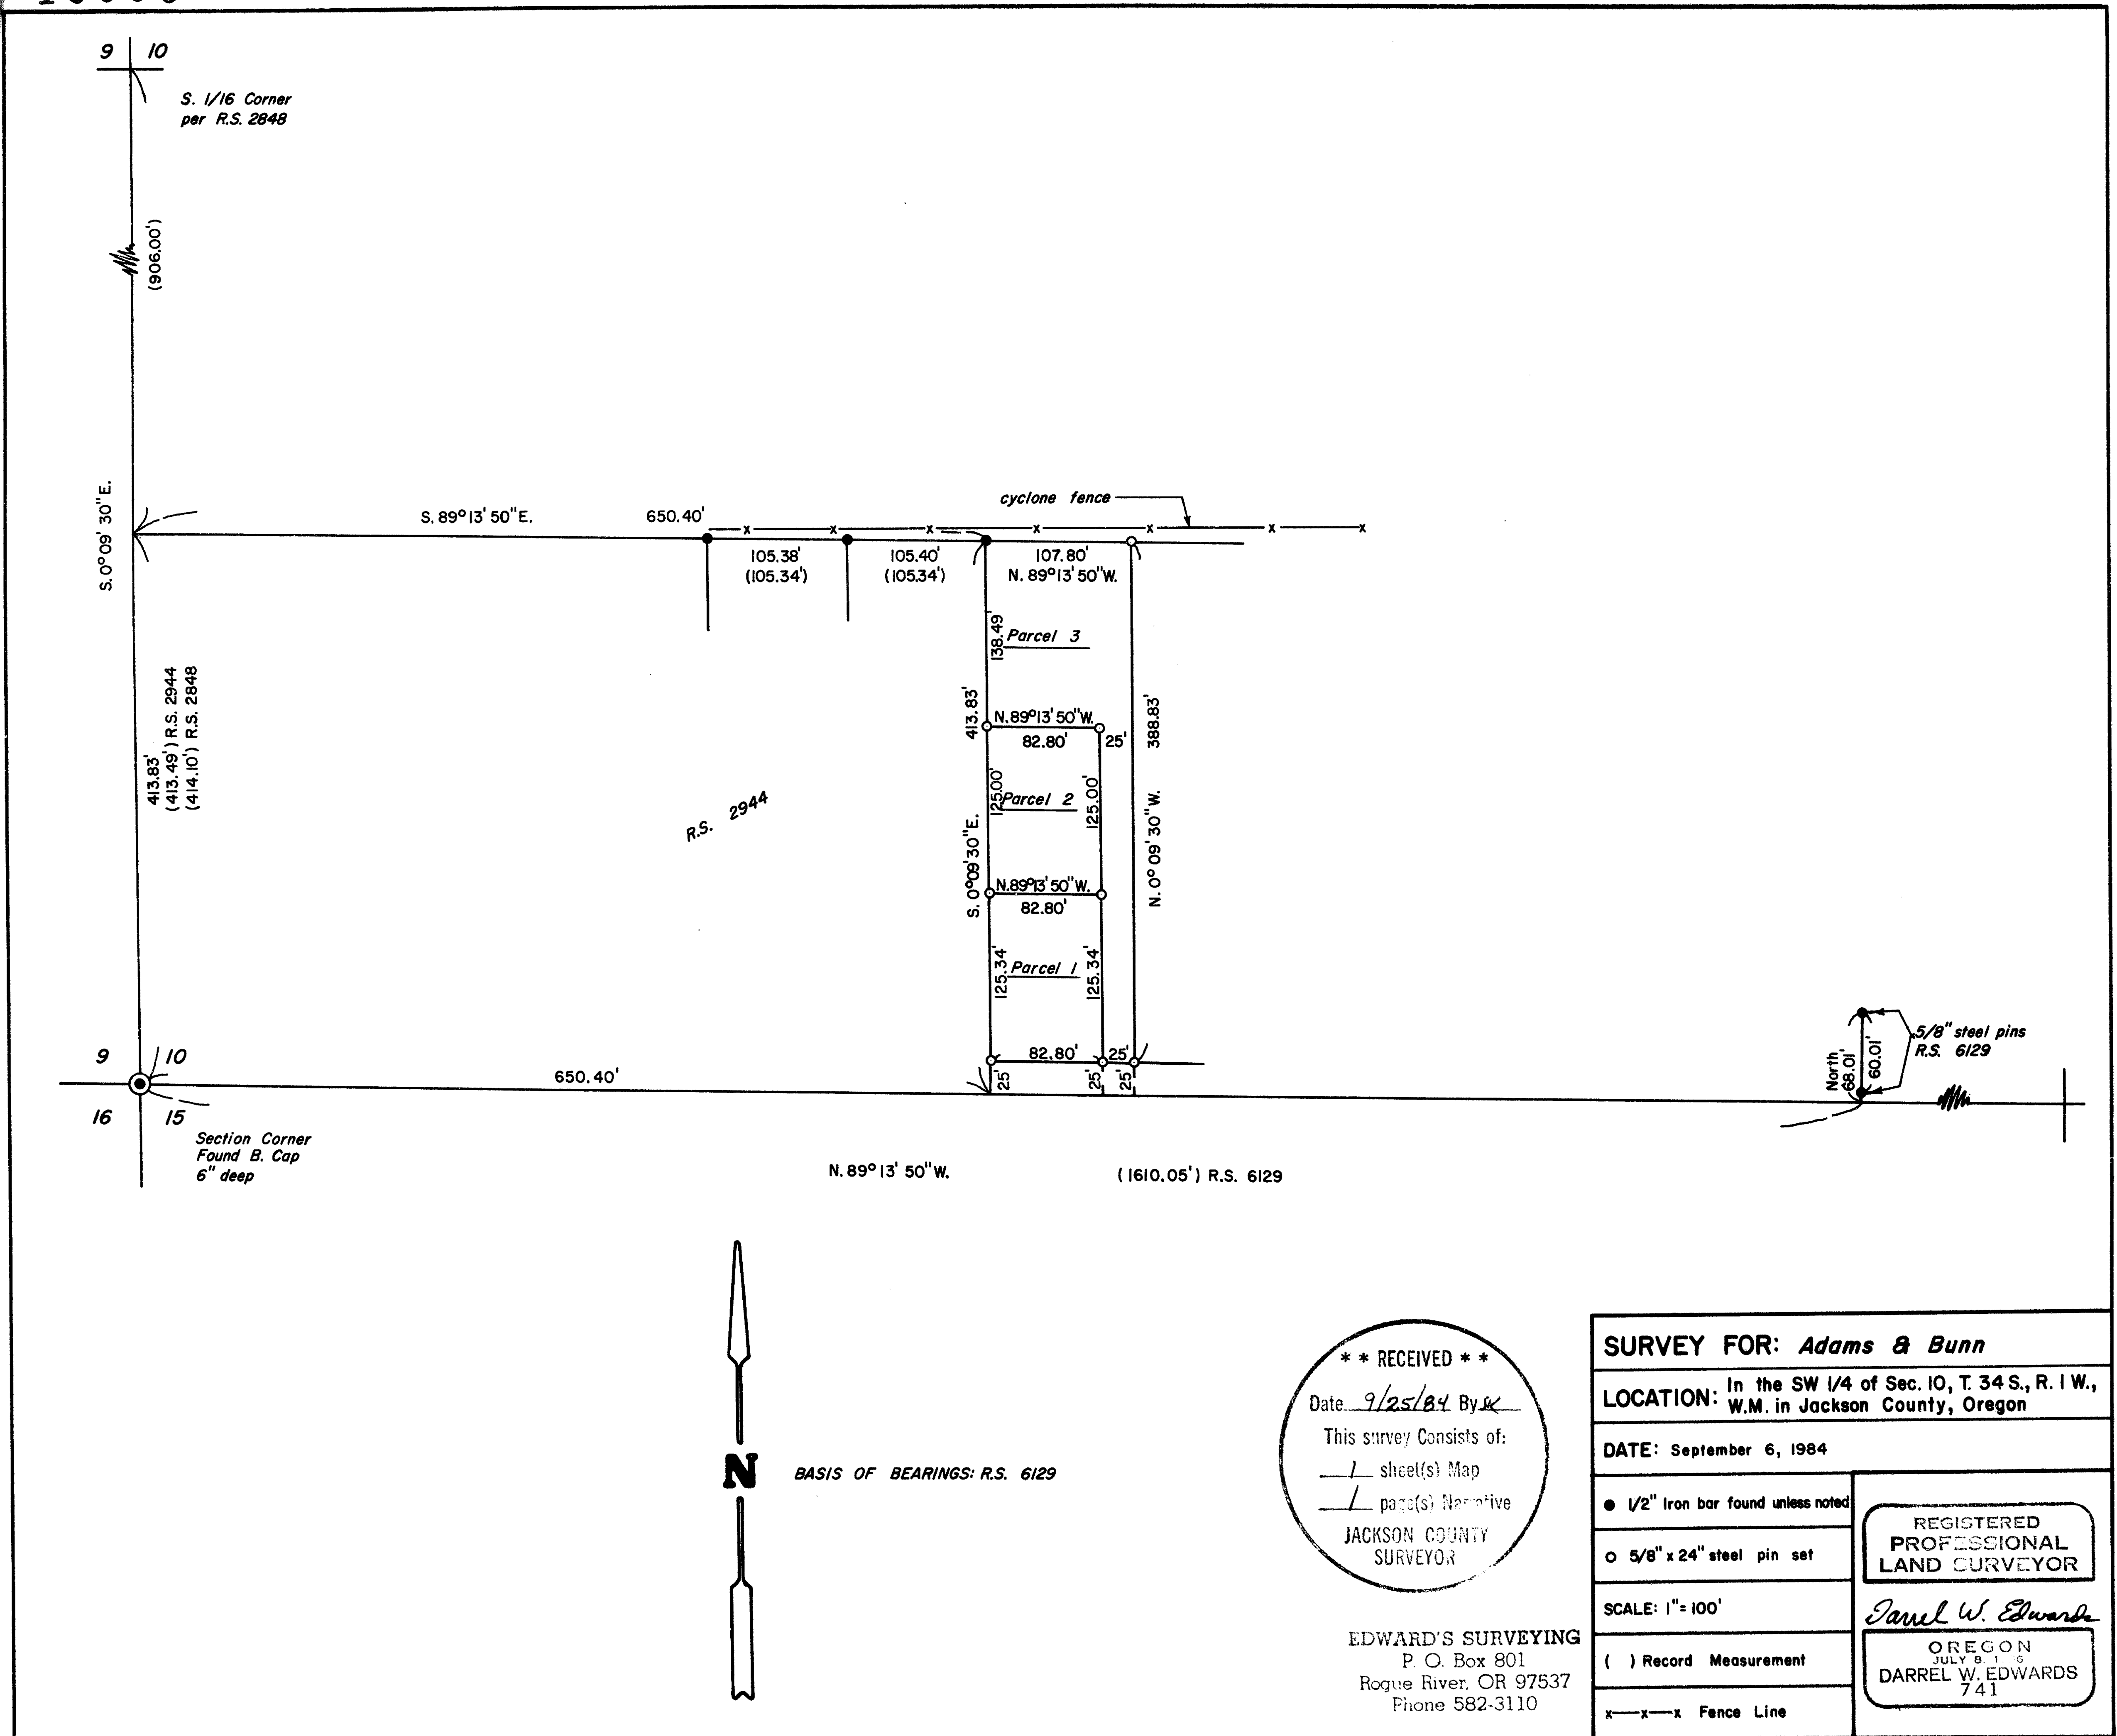 9 10
S. 1/16 Corner
per R.S. 2848
(906.00')
S. 0° 09' 30" E.
S. 89° 13' 50" E.
650.40'
cyclone fence
x x x x x x x
105.38'
(105.34')
105.40'
(105.34')
107.80'
N. 89° 13' 50" W.
138.49'
Parcel 3
413.83'
(413.49') R.S. 2944
(414.10') R.S. 2848
413.83'
S. 0° 09' 30" E.
N. 89° 13' 50" W.
82.80'
25'
388.83'
N. 0° 09' 30" W.
125.00'
Parcel 2
125.00'
R.S. 2944
N. 89° 13' 50" W.
82.80'
125.34'
Parcel 1
125.34'
82.80'
25'
25'
25'
25'
9 10
16 15
650.40'
Section Corner
Found B. Cap
6" deep
North
68.01'
60.01'
5/8" steel pins
R.S. 6129
N. 89° 13' 50" W.
(1610.05') R.S. 6129
N
BASIS OF BEARINGS: R.S. 6129
* * RECEIVED * *
Date 9/25/84 By
This survey Consists of:
1 sheet(s) Map
1 page(s) Narrative
JACKSON COUNTY
SURVEYOR
EDWARD'S SURVEYING
P. O. Box 801
Rogue River, OR 97537
Phone 582-3110
SURVEY FOR: Adams & Bunn
LOCATION: In the SW 1/4 of Sec. 10, T. 34 S., R. 1 W.,
W.M. in Jackson County, Oregon
DATE: September 6, 1984
● 1/2" Iron bar found unless noted
o 5/8" x 24" steel pin set
SCALE: 1" = 100'
( ) Record Measurement
x—x—x Fence Line
REGISTERED
PROFESSIONAL
LAND SURVEYOR
Darrel W. Edwards
OREGON
JULY 8, 1
DARREL W. EDWARDS
741